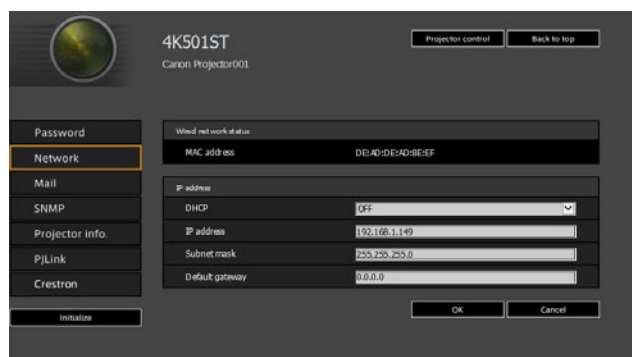 4K501ST
Canon Projector001
Projector control
Back to top
Password
Network
Mail
SNMP
Projector info.
PJLink
Crestron
Initialize
Wired network status
MAC address DE:AD:DE:AD:BE:EF
IP address
DHCP OFF
IP address 192.168.1.149
Subnet mask 255.255.255.0
Default gateway 0.0.0.0
OK
Cancel